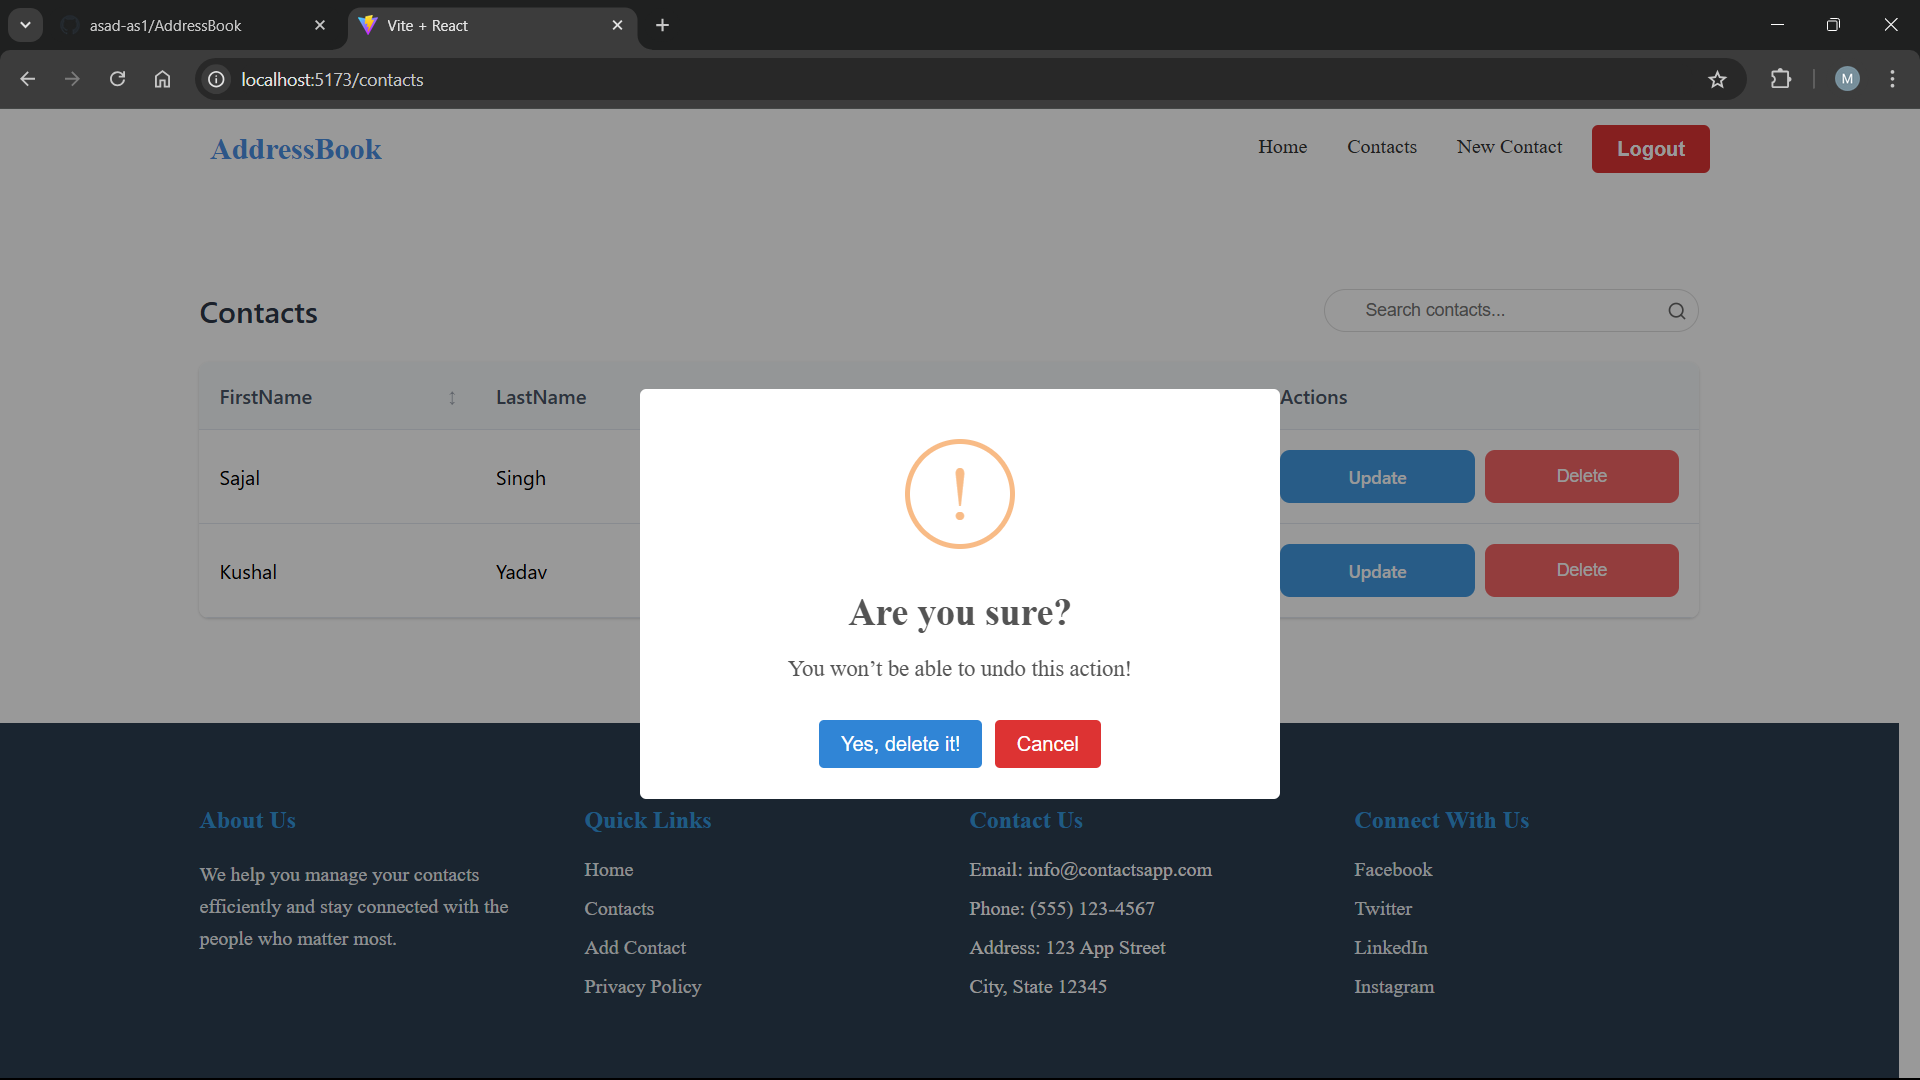 asad-as1/AddressBook
Vite + React
localhost:5173/contacts
M
AddressBook
Home
Contacts
New Contact
Logout
Contacts
Search contacts...
FirstName ↕
LastName
Actions
Sajal
Singh
Update
Delete
Kushal
Yadav
Update
Delete
!
Are you sure?
You won’t be able to undo this action!
Yes, delete it!
Cancel
About Us
We help you manage your contacts
efficiently and stay connected with the
people who matter most.
Quick Links
Home
Contacts
Add Contact
Privacy Policy
Contact Us
Email: info@contactsapp.com
Phone: (555) 123-4567
Address: 123 App Street
City, State 12345
Connect With Us
Facebook
Twitter
LinkedIn
Instagram